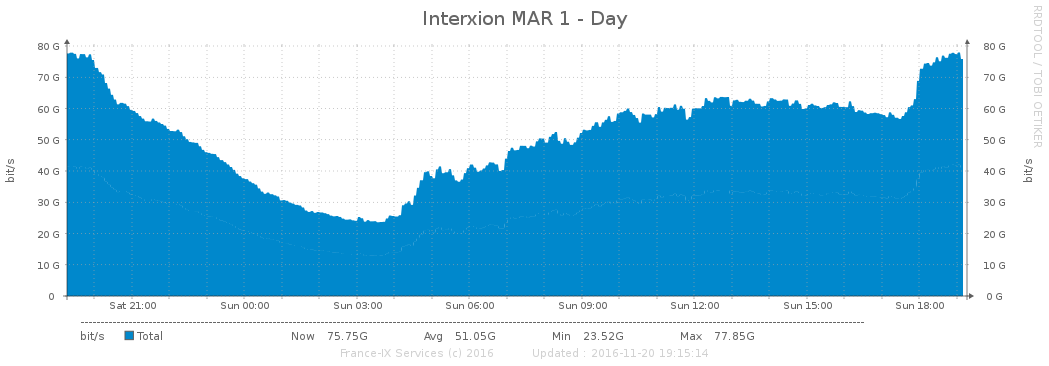 Interxion MAR 1 - Day
RRDTOOL / TOBI OETIKER
bit/s
bit/s
80 G 80 G
70 G 70 G
60 G 60 G
50 G 50 G
40 G 40 G
30 G 30 G
20 G 20 G
10 G 10 G
0 0 G
Sat 21:00 Sun 00:00 Sun 03:00 Sun 06:00 Sun 09:00 Sun 12:00 Sun 15:00 Sun 18:00
bit/s Total Now 75.75G Avg 51.05G Min 23.52G Max 77.85G
France-IX Services (c) 2016 Updated : 2016-11-20 19:15:14